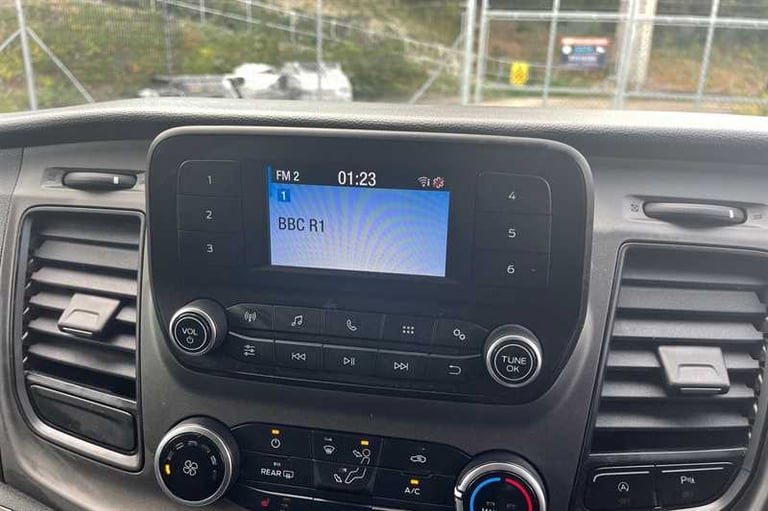 FM 2 01:23
1
BBC R1
1
2
3
4
5
6
VOL
TUNE
OK
REAR
A/C